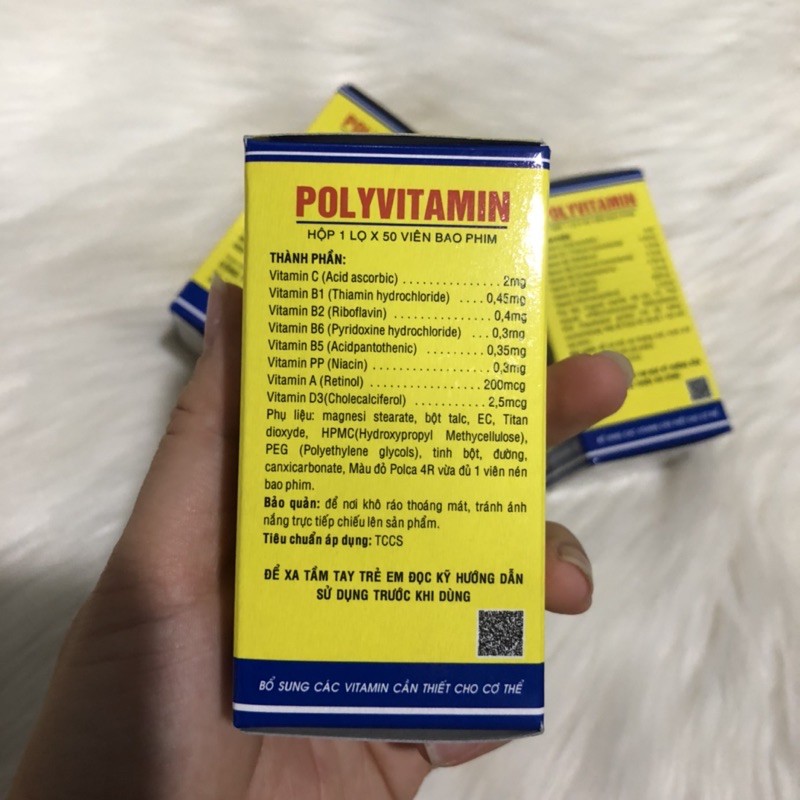 POLYVITAMIN
HỘP 1 LỌ X 50 VIÊN BAO PHIM
THÀNH PHẦN:
Vitamin C (Acid ascorbic) . . . . . . . . . . . . . . . 2mg
Vitamin B1 (Thiamin hydrochloride) . . . . 0,45mg
Vitamin B2 (Riboflavin) . . . . . . . . . . . . . . 0,4mg
Vitamin B6 (Pyridoxine hydrochloride) . . . 0,3mg
Vitamin B5 (Acidpantothenic) . . . . . . . . . 0,35mg
Vitamin PP (Niacin) . . . . . . . . . . . . . . . . . 0,3mg
Vitamin A (Retinol) . . . . . . . . . . . . . . . . 200mcg
Vitamin D3(Cholecalciferol) . . . . . . . . . . 2,5mcg
Phụ liệu: magnesi stearate, bột talc, EC, Titan
dioxyde, HPMC(Hydroxypropyl Methycellulose),
PEG (Polyethylene glycols), tinh bột, đường,
canxicarbonate, Màu đỏ Polca 4R vừa đủ 1 viên nén
bao phim.
Bảo quản: để nơi khô ráo thoáng mát, tránh ánh
nắng trực tiếp chiếu lên sản phẩm.
Tiêu chuẩn áp dụng: TCCS
ĐỂ XA TẦM TAY TRẺ EM ĐỌC KỸ HƯỚNG DẪN
SỬ DỤNG TRƯỚC KHI DÙNG
BỔ SUNG CÁC VITAMIN CẦN THIẾT CHO CƠ THỂ
POLYVITAMIN